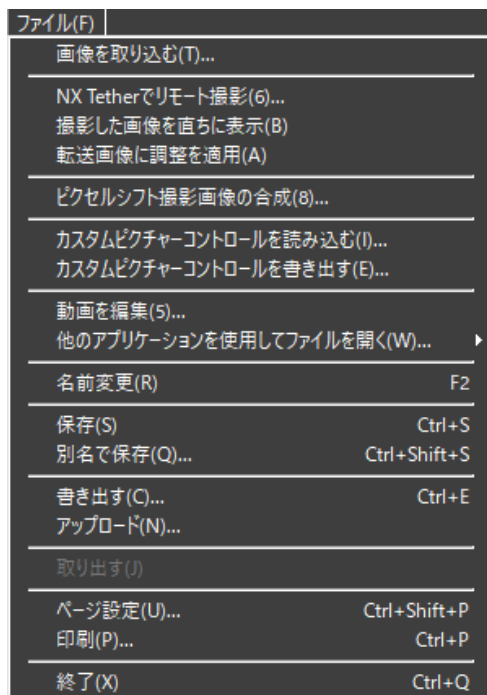 ファイル(F)
画像を取り込む(T)...
NX Tetherでリモート撮影(6)...
撮影した画像を直ちに表示(B)
転送画像に調整を適用(A)
ピクセルシフト撮影画像の合成(8)...
カスタムピクチャーコントロールを読み込む(I)...
カスタムピクチャーコントロールを書き出す(E)...
動画を編集(5)...
他のアプリケーションを使用してファイルを開く(W)...
名前変更(R) F2
保存(S) Ctrl+S
別名で保存(Q)... Ctrl+Shift+S
書き出す(C)... Ctrl+E
アップロード(N)...
取り出す(J)
ページ設定(U)... Ctrl+Shift+P
印刷(P)... Ctrl+P
終了(X) Ctrl+Q